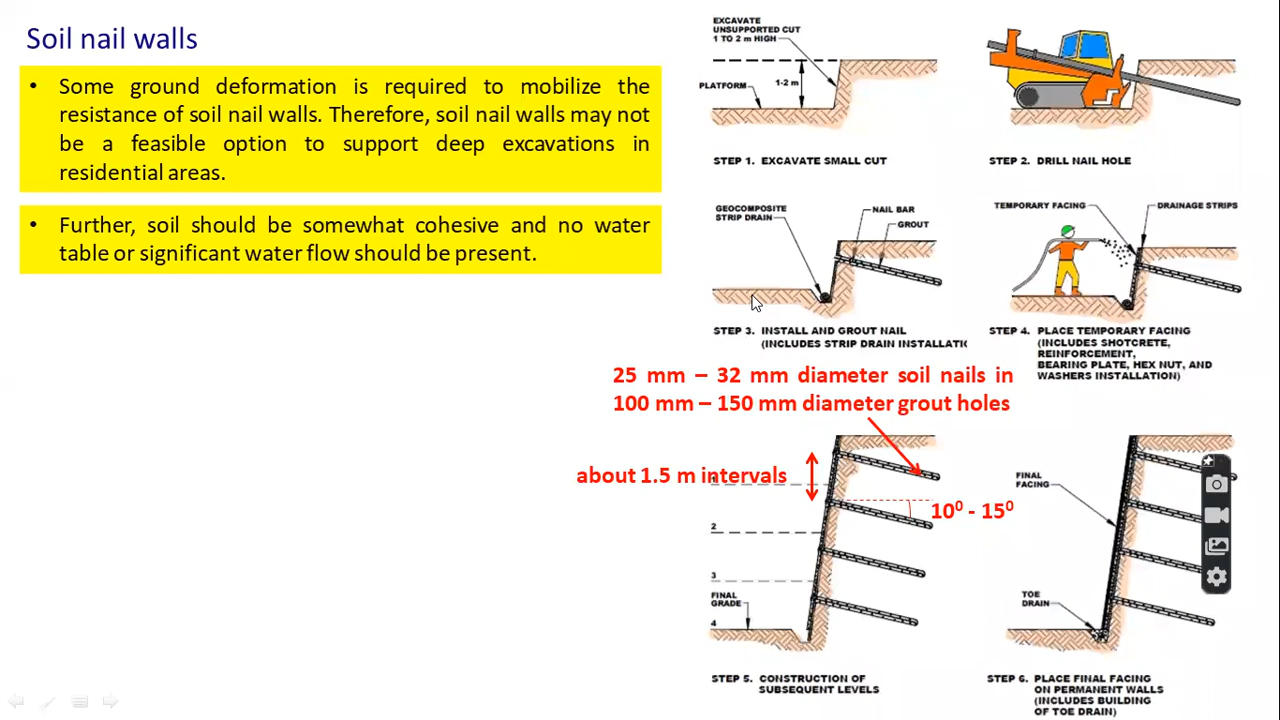 Soil nail walls
• Some ground deformation is required to mobilize the
resistance of soil nail walls. Therefore, soil nail walls may not
be a feasible option to support deep excavations in
residential areas.
• Further, soil should be somewhat cohesive and no water
table or significant water flow should be present.
EXCAVATE
UNSUPPORTED CUT
1 TO 2 m HIGH
PLATFORM
1-2 m
STEP 1. EXCAVATE SMALL CUT
STEP 2. DRILL NAIL HOLE
GEOCOMPOSITE
STRIP DRAIN
NAIL BAR
GROUT
STEP 3. INSTALL AND GROUT NAIL
(INCLUDES STRIP DRAIN INSTALLATIC
TEMPORARY FACING
DRAINAGE STRIPS
STEP 4. PLACE TEMPORARY FACING
(INCLUDES SHOTCRETE,
REINFORCEMENT,
BEARING PLATE, HEX NUT, AND
WASHERS INSTALLATION)
25 mm – 32 mm diameter soil nails in
100 mm – 150 mm diameter grout holes
about 1.5 m intervals
10⁰ - 15⁰
2
3
FINAL
GRADE
4
STEP 5. CONSTRUCTION OF
SUBSEQUENT LEVELS
FINAL
FACING
TOE
DRAIN
STEP 6. PLACE FINAL FACING
ON PERMANENT WALLS
(INCLUDES BUILDING
OF TOE DRAIN)